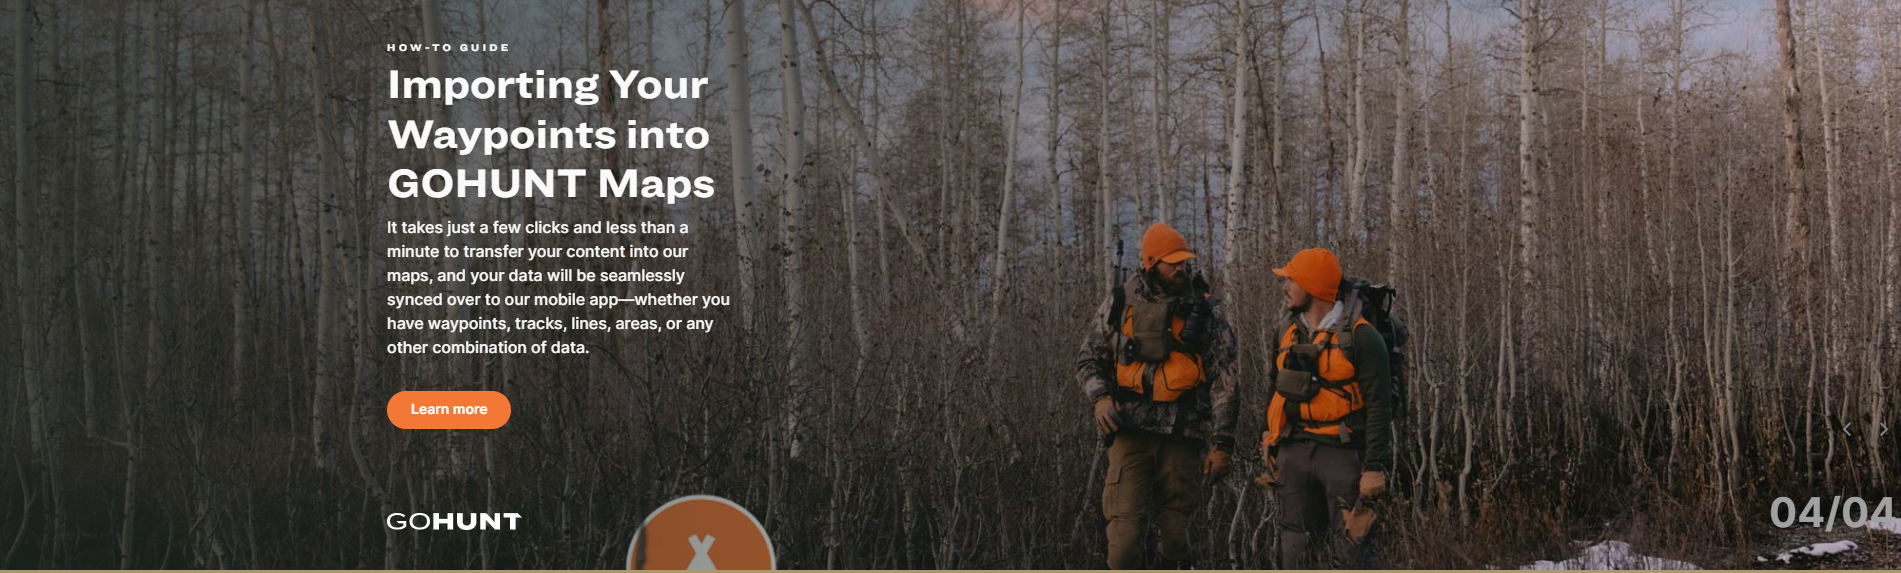 HOW-TO GUIDE
Importing Your
Waypoints into
GOHUNT Maps
It takes just a few clicks and less than a
minute to transfer your content into our
maps, and your data will be seamlessly
synced over to our mobile app—whether you
have waypoints, tracks, lines, areas, or any
other combination of data.
Learn more
GOHUNT
04/04